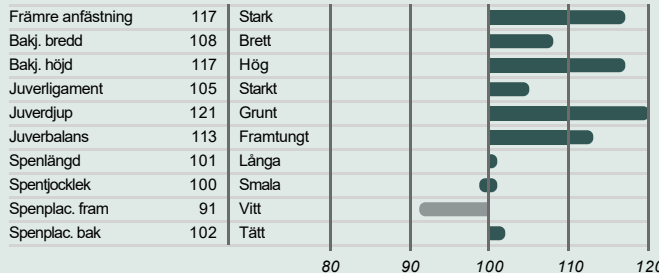 Främre anfästning 117 Stark
Bakj. bredd 108 Brett
Bakj. höjd 117 Hög
Juverligament 105 Starkt
Juverdjup 121 Grunt
Juverbalans 113 Framtungt
Spenlängd 101 Långa
Spentjocklek 100 Smala
Spenplac. fram 91 Vitt
Spenplac. bak 102 Tätt
80 90 100 110 120